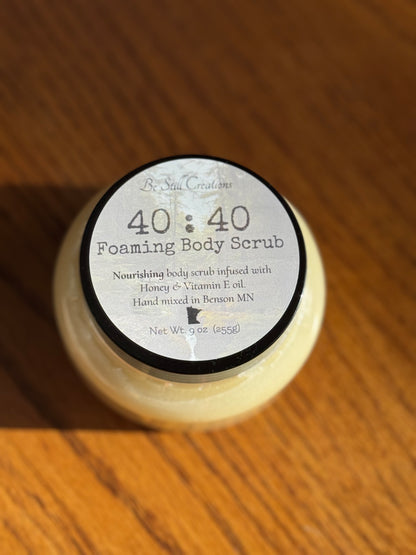 Be Still Creations
40:40
Foaming Body Scrub
Nourishing body scrub infused with
Honey & Vitamin E oil.
Hand mixed in Benson MN
Net Wt. 9 oz (255g)